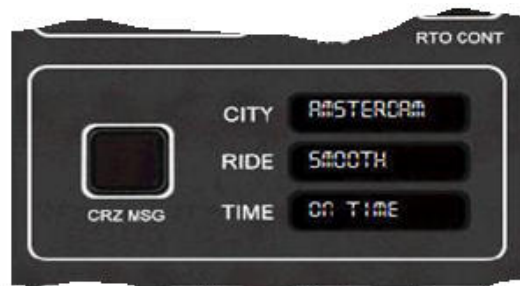 RTO CONT
CITY AMSTERDAM
RIDE SMOOTH
CRZ MSG
TIME ON TIME